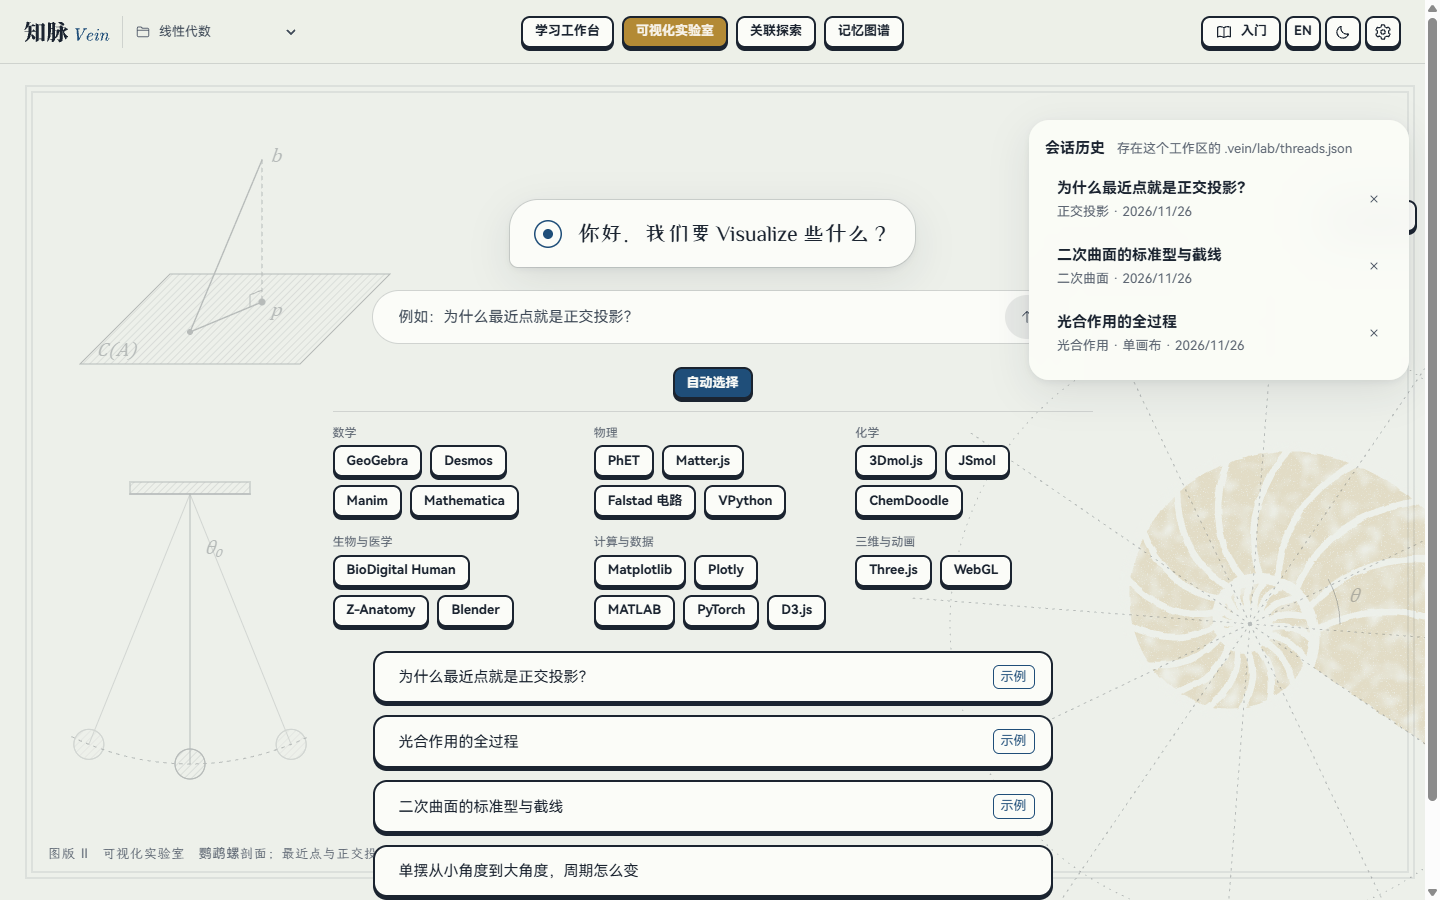 知脉 Vein
线性代数
学习工作台
可视化实验室
关联探索
记忆图谱
入门
EN
会话历史 存在这个工作区的 .vein/lab/threads.json
为什么最近点就是正交投影?
正交投影 · 2026/11/26
二次曲面的标准型与截线
二次曲面 · 2026/11/26
光合作用的全过程
光合作用 · 单画布 · 2026/11/26
b
p
C(A)
你好. 我们要 Visualize 些什么?
例如: 为什么最近点就是正交投影?
自动选择
数学
GeoGebra
Desmos
Manim
Mathematica
物理
PhET
Matter.js
Falstad 电路
VPython
化学
3Dmol.js
JSmol
ChemDoodle
生物与医学
BioDigital Human
Z-Anatomy
Blender
计算与数据
Matplotlib
Plotly
MATLAB
PyTorch
D3.js
三维与动画
Three.js
WebGL
θ0
θ
为什么最近点就是正交投影?
示例
光合作用的全过程
示例
二次曲面的标准型与截线
示例
单摆从小角度到大角度, 周期怎么变
图版 II 可视化实验室 鹦鹉螺剖面; 最近点与正交投